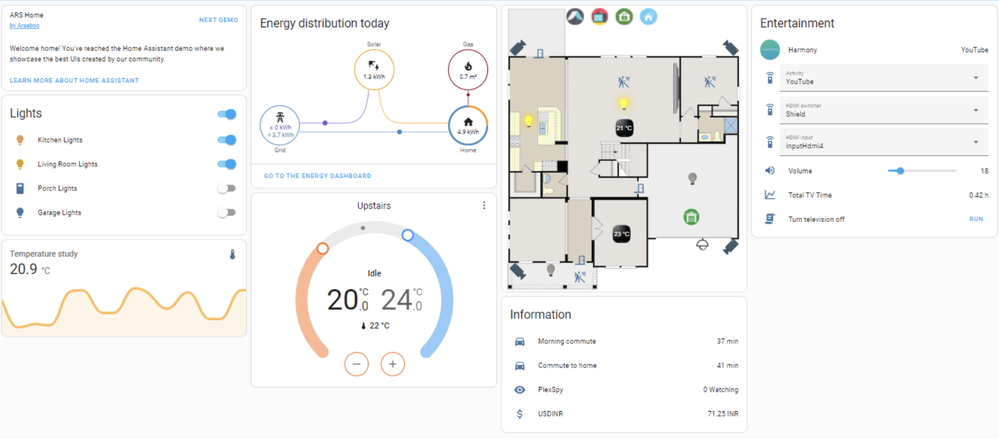 ARS Home
by Arsaboo
NEXT DEMO
Welcome home! You've reached the Home Assistant demo where we
showcase the best UIs created by our community.
LEARN MORE ABOUT HOME ASSISTANT
Lights
Kitchen Lights
Living Room Lights
Porch Lights
Garage Lights
Temperature study
20.9 °C
Energy distribution today
Solar
1.3 kWh
Gas
0.7 m³
←0 kWh
→3.7 kWh
Grid
4.9 kWh
Home
GO TO THE ENERGY DASHBOARD
Upstairs
Idle
20.0 °C 24.0 °C
22 °C
−
+
21 °C
23 °C
Information
Morning commute 37 min
Commute to home 41 min
PlexSpy 0 Watching
$ USDINR 71.25 INR
Entertainment
Harmony YouTube
Activity
YouTube
HDMI switcher
Shield
HDMI input
InputHdmi4
Volume 18
Total TV Time 0.42 h
Turn television off RUN